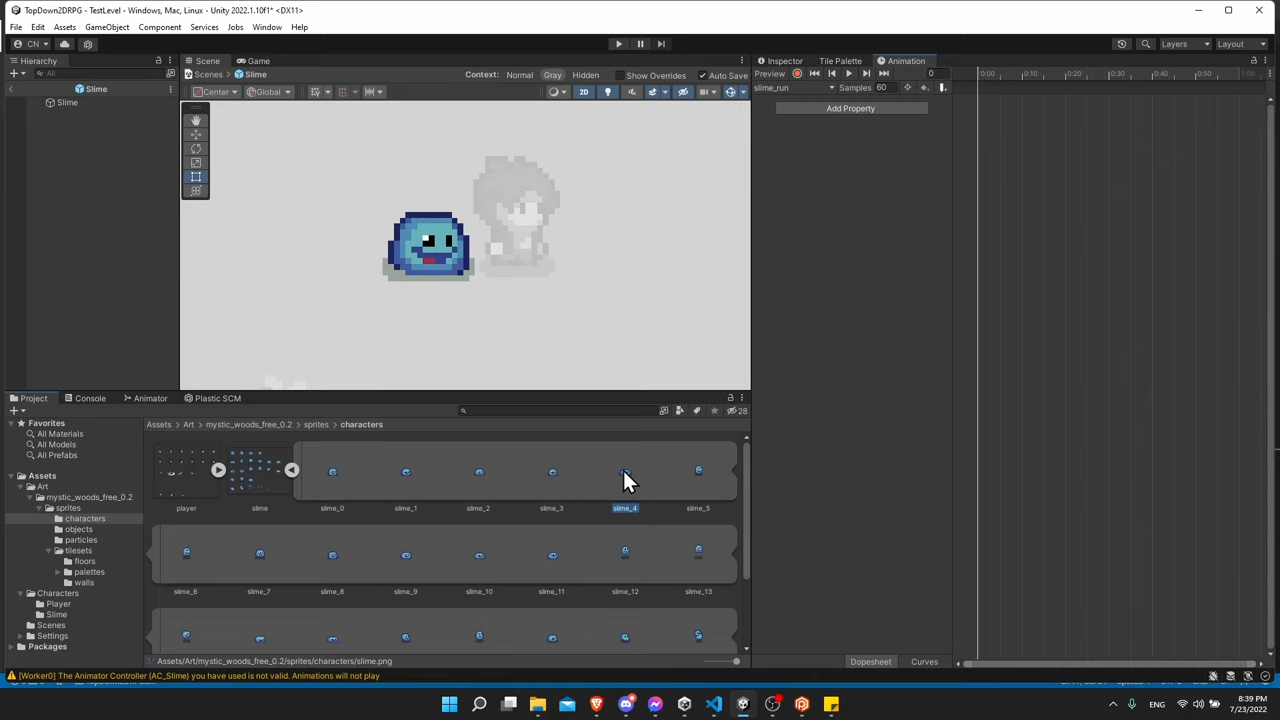 TopDown2DRPG - TestLevel - Windows, Mac, Linux - Unity 2022.1.10f1* <DX11>
File Edit Assets GameObject Component Services Jobs Window Help
CN Layers Layout
Hierarchy Scene Game Inspector Tile Palette Animation
All Scenes Slime Context: Normal Gray Hidden Show Overrides Auto Save Preview 0 0:00 0:10 0:20 0:30 0:40 0:50 1:00
Slime Center Global 2D slime_run Samples 60
Slime
Add Property
Project Console Animator Plastic SCM
28
Favorites Assets > Art > mystic_woods_free_0.2 > sprites > characters
All Materials
All Models
All Prefabs
Assets
Art
mystic_woods_free_0.2
sprites player slime slime_0 slime_1 slime_2 slime_3 slime_4 slime_5
characters
objects
particles
tilesets
floors
palettes
walls
Characters slime_6 slime_7 slime_8 slime_9 slime_10 slime_11 slime_12 slime_13
Player
Slime
Scenes
Settings
Packages
Assets/Art/mystic_woods_free_0.2/sprites/characters/slime.png Dopesheet Curves
[Worker0] The Animator Controller (AC_Slime) you have used is not valid. Animations will not play
ENG 8:39 PM
7/23/2022